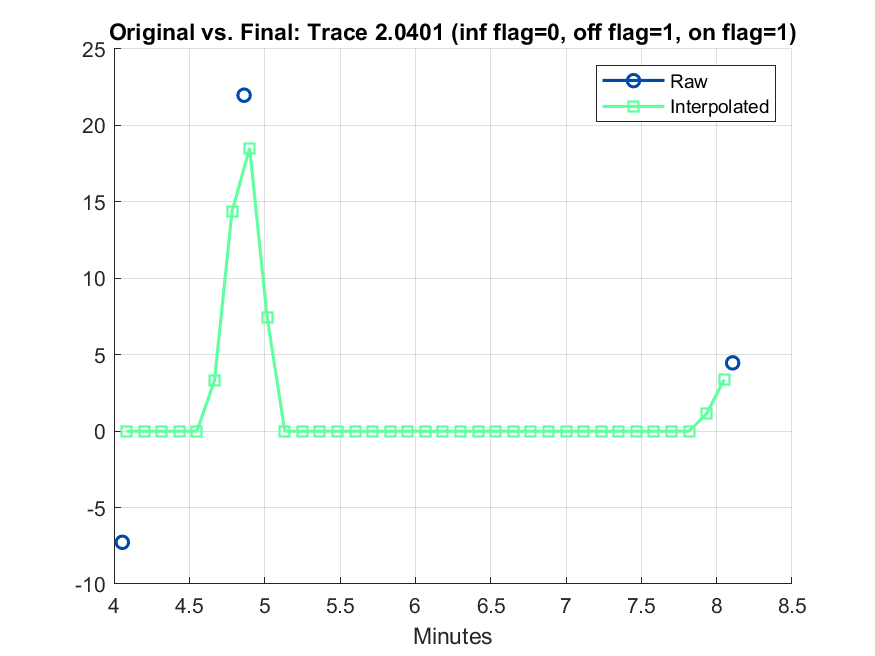 Original vs. Final: Trace 2.0401 (inf flag=0, off flag=1, on flag=1)
25
20
15
10
5
0
-5
-10
Raw
Interpolated
4 4.5 5 5.5 6 6.5 7 7.5 8 8.5
Minutes